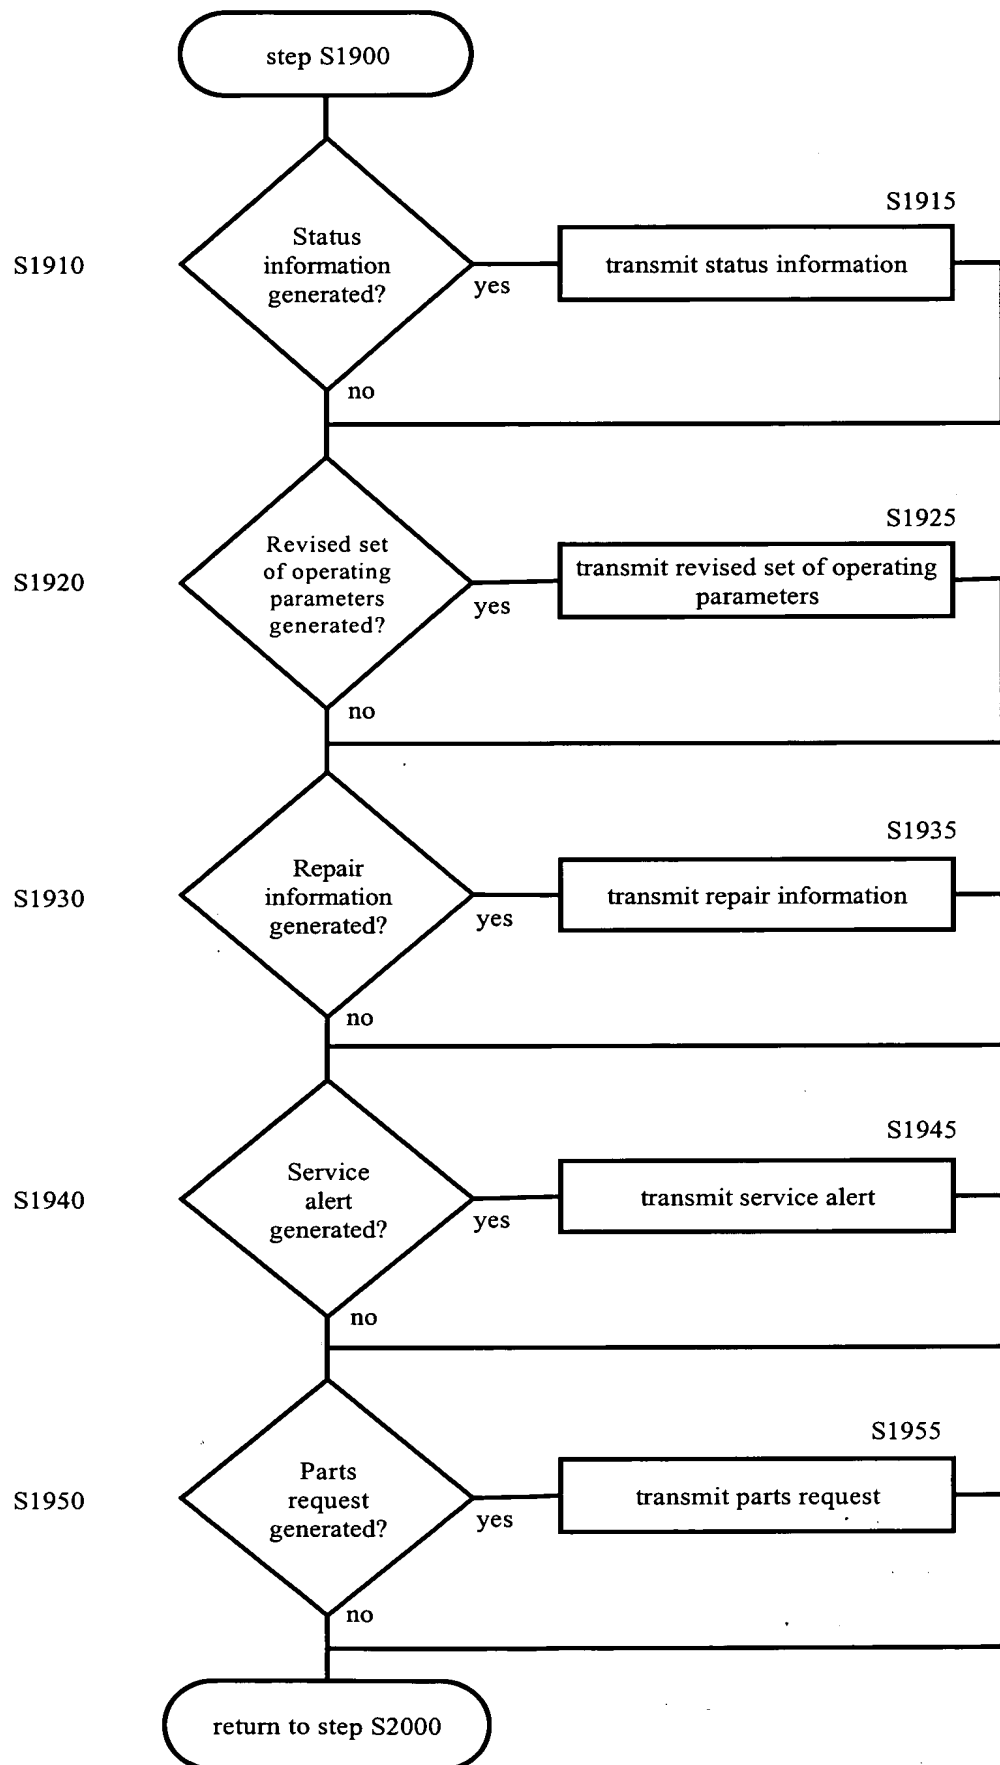 step S1900
S1910
Status
information
generated?
yes
no
S1915
transmit status information
S1920
Revised set
of operating
parameters
generated?
yes
no
S1925
transmit revised set of operating
parameters
S1930
Repair
information
generated?
yes
no
S1935
transmit repair information
S1940
Service
alert
generated?
yes
no
S1945
transmit service alert
S1950
Parts
request
generated?
yes
no
S1955
transmit parts request
return to step S2000